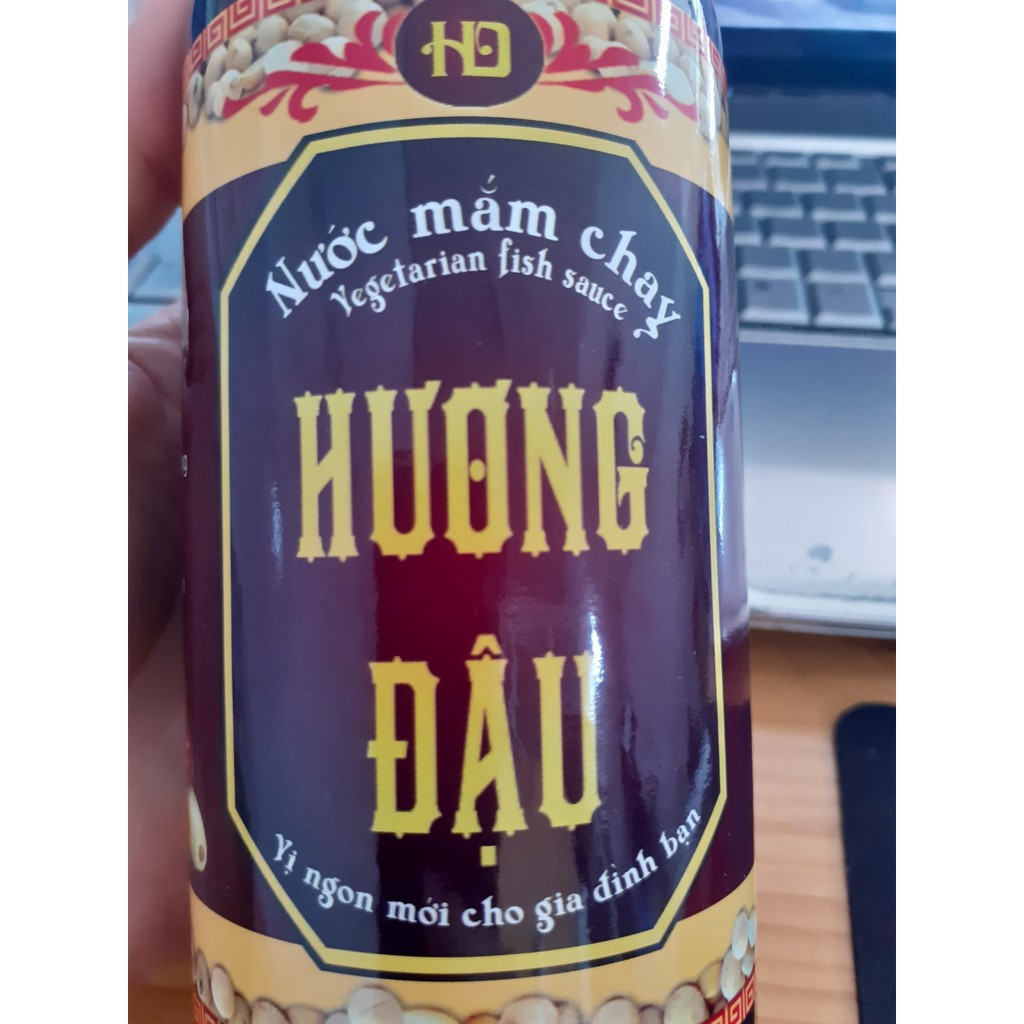 HD
Nước mắm chay
Vegetarian fish sauce
HƯƠNG
ĐẬU
Vị ngon mới cho gia đình bạn